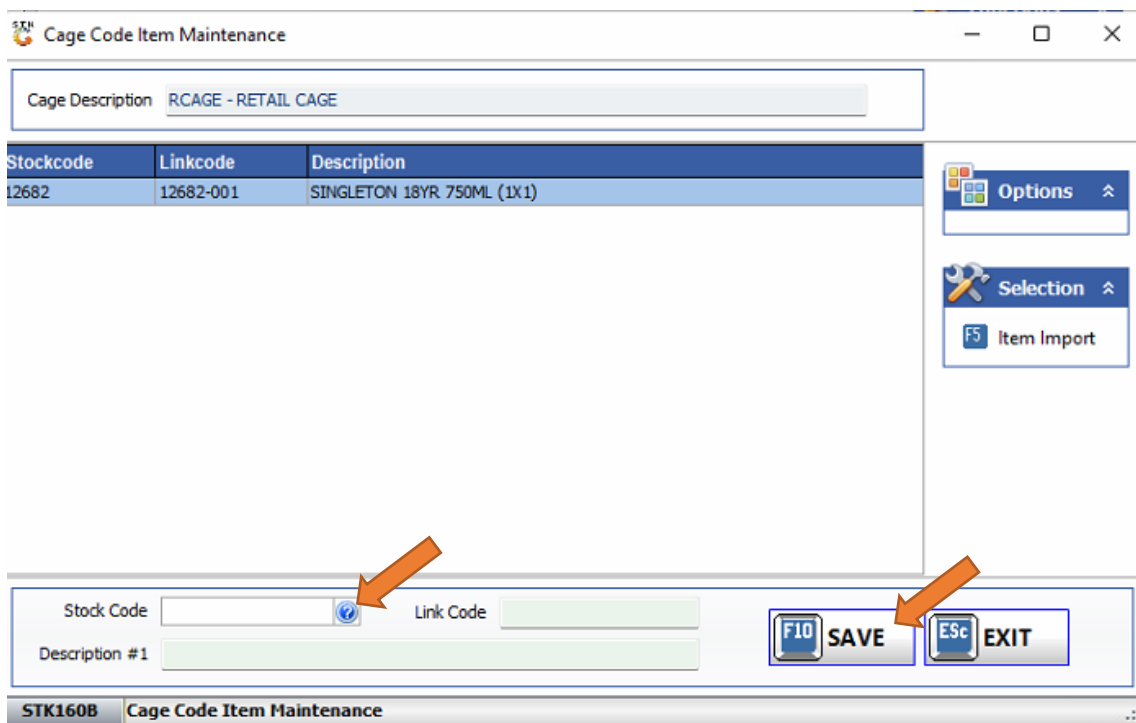 STK Cage Code Item Maintenance
Cage Description RCAGE - RETAIL CAGE
Stockcode Linkcode Description
12682 12682-001 SINGLETON 18YR 750ML (1X1)
Options
Selection
F5 Item Import
Stock Code Link Code
Description #1
F10 SAVE ESc EXIT
STK160B Cage Code Item Maintenance